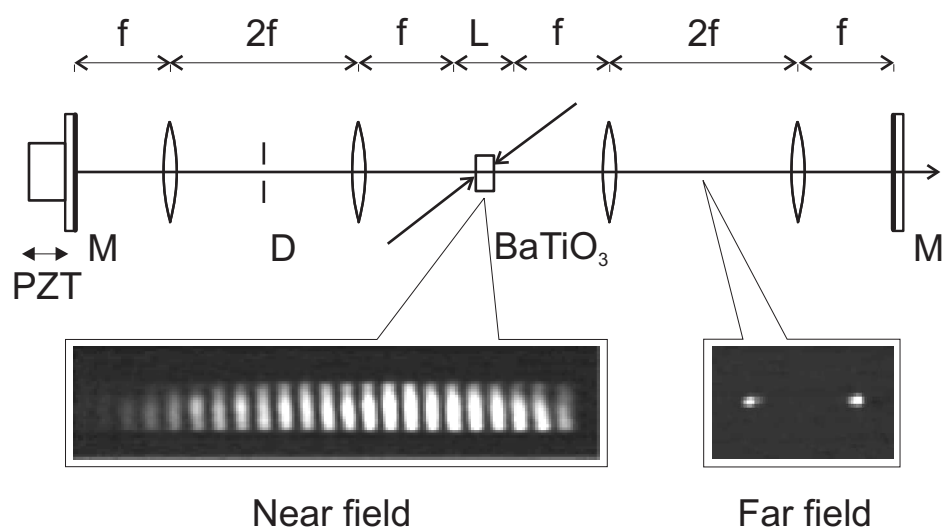 f 2f f L f 2f f
M D BaTiO₃ M
PZT
Near field Far field